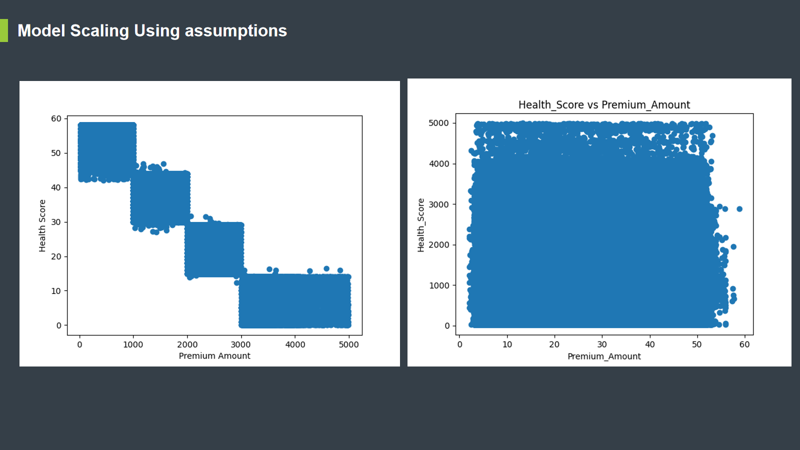 Model Scaling Using assumptions
60
50
40
30
20
10
0
Health Score
0 1000 2000 3000 4000 5000
Premium Amount
Health_Score vs Premium_Amount
5000
4000
3000
2000
1000
0
Health_Score
0 10 20 30 40 50 60
Premium_Amount